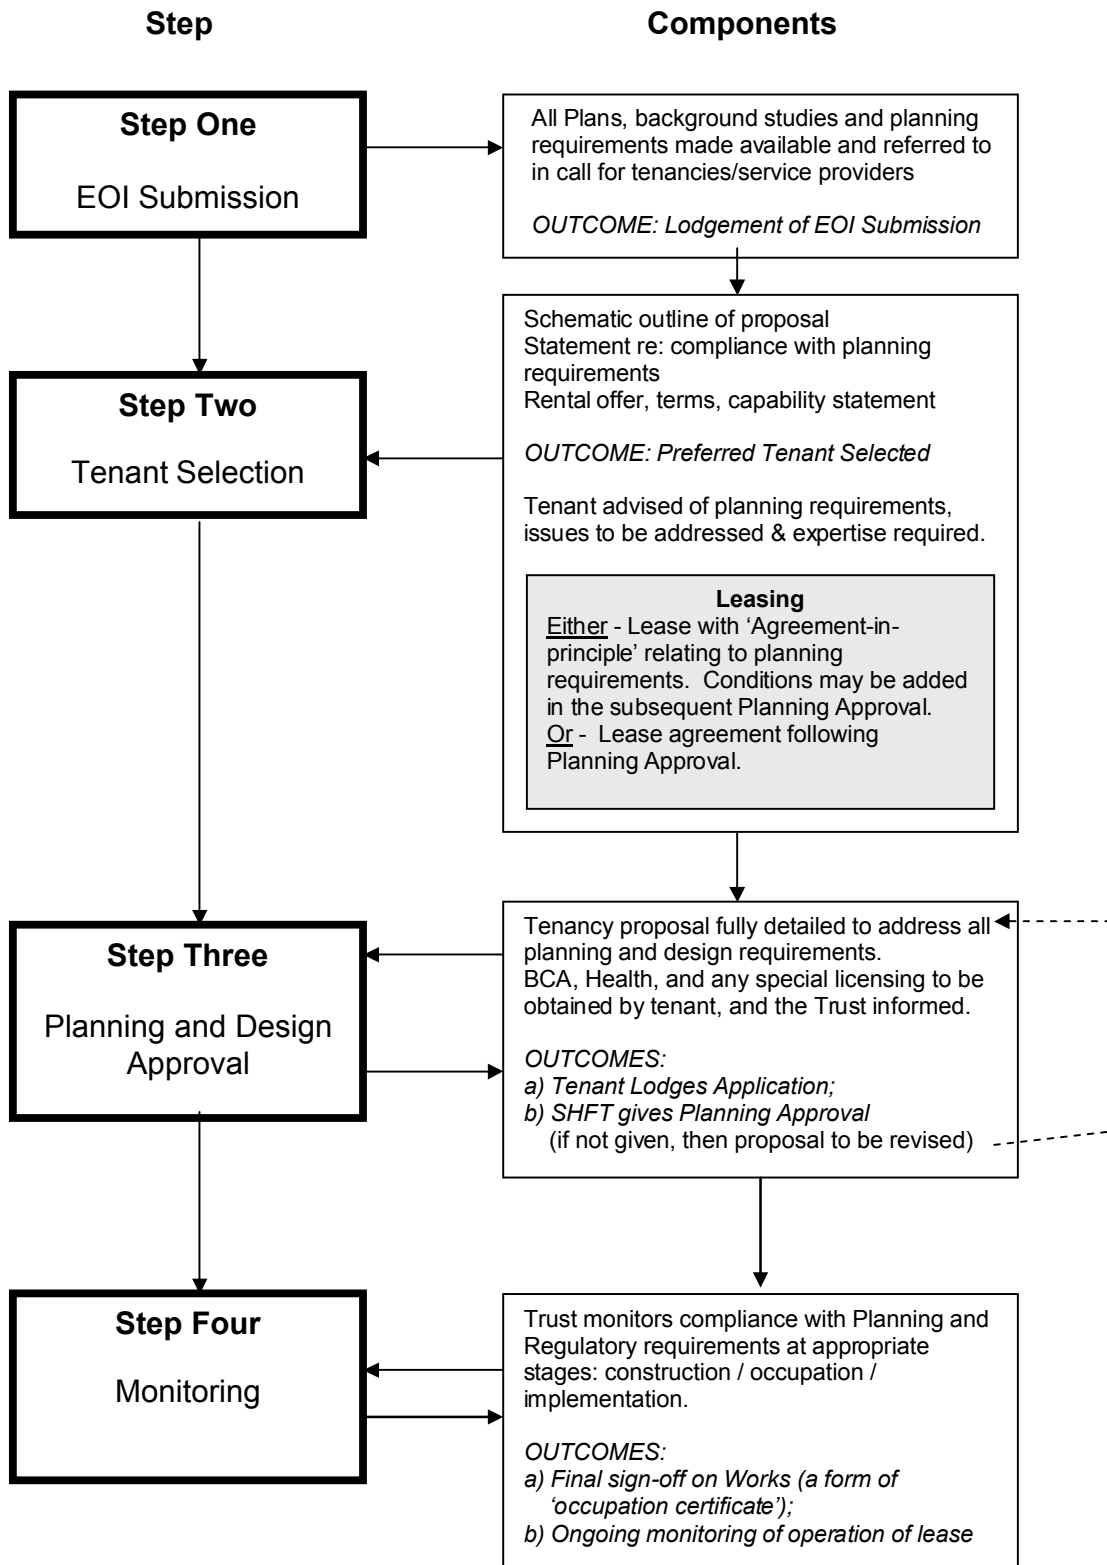 Step
Components
Step One
EOI Submission
All Plans, background studies and planning
requirements made available and referred to
in call for tenancies/service providers
OUTCOME: Lodgement of EOI Submission
Schematic outline of proposal
Statement re: compliance with planning
requirements
Rental offer, terms, capability statement
OUTCOME: Preferred Tenant Selected
Tenant advised of planning requirements,
issues to be addressed & expertise required.
Step Two
Tenant Selection
Leasing
Either - Lease with ‘Agreement-in-
principle’ relating to planning
requirements.  Conditions may be added
in the subsequent Planning Approval.
Or -  Lease agreement following
Planning Approval.
Step Three
Planning and Design
Approval
Tenancy proposal fully detailed to address all
planning and design requirements.
BCA, Health, and any special licensing to be
obtained by tenant, and the Trust informed.
OUTCOMES:
a) Tenant Lodges Application;
b) SHFT gives Planning Approval
(if not given, then proposal to be revised)
Step Four
Monitoring
Trust monitors compliance with Planning and
Regulatory requirements at appropriate
stages: construction / occupation /
implementation.
OUTCOMES:
a) Final sign-off on Works (a form of
‘occupation certificate’);
b) Ongoing monitoring of operation of lease